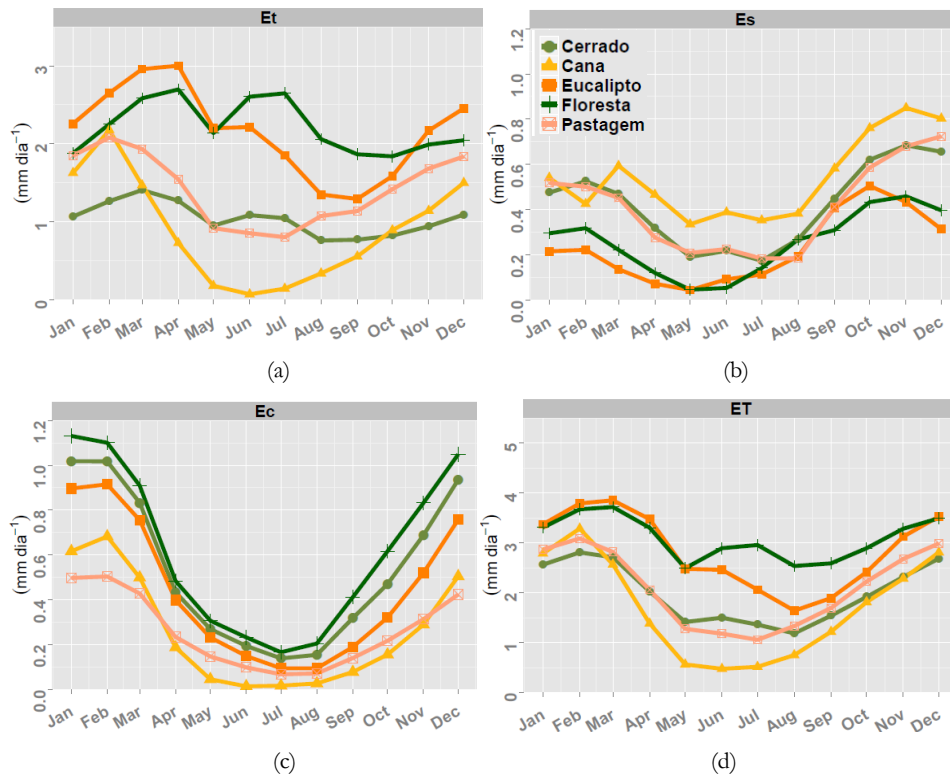 Et
(mm dia⁻¹)
3
2
1
0
Jan Feb Mar Apr May Jun Jul Aug Sep Oct Nov Dec
(a)
Es
(mm dia⁻¹)
1.2
1.0
0.8
0.6
0.4
0.2
0.0
Cerrado
Cana
Eucalipto
Floresta
Pastagem
Jan Feb Mar Apr May Jun Jul Aug Sep Oct Nov Dec
(b)
Ec
(mm dia⁻¹)
1.2
1.0
0.8
0.6
0.4
0.2
0.0
Jan Feb Mar Apr May Jun Jul Aug Sep Oct Nov Dec
(c)
ET
(mm dia⁻¹)
5
4
3
2
1
0
Jan Feb Mar Apr May Jun Jul Aug Sep Oct Nov Dec
(d)